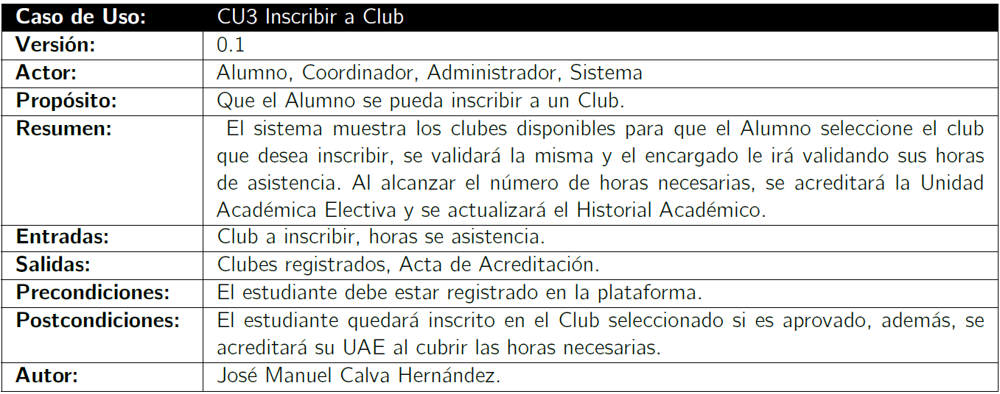 Caso de Uso: CU3 Inscribir a Club
Versión: 0.1
Actor: Alumno, Coordinador, Administrador, Sistema
Propósito: Que el Alumno se pueda inscribir a un Club.
Resumen: El sistema muestra los clubes disponibles para que el Alumno seleccione el club
que desea inscribir, se validará la misma y el encargado le irá validando sus horas
de asistencia. Al alcanzar el número de horas necesarias, se acreditará la Unidad
Académica Electiva y se actualizará el Historial Académico.
Entradas: Club a inscribir, horas se asistencia.
Salidas: Clubes registrados, Acta de Acreditación.
Precondiciones: El estudiante debe estar registrado en la plataforma.
Postcondiciones: El estudiante quedará inscrito en el Club seleccionado si es aprovado, además, se
acreditará su UAE al cubrir las horas necesarias.
Autor: José Manuel Calva Hernández.